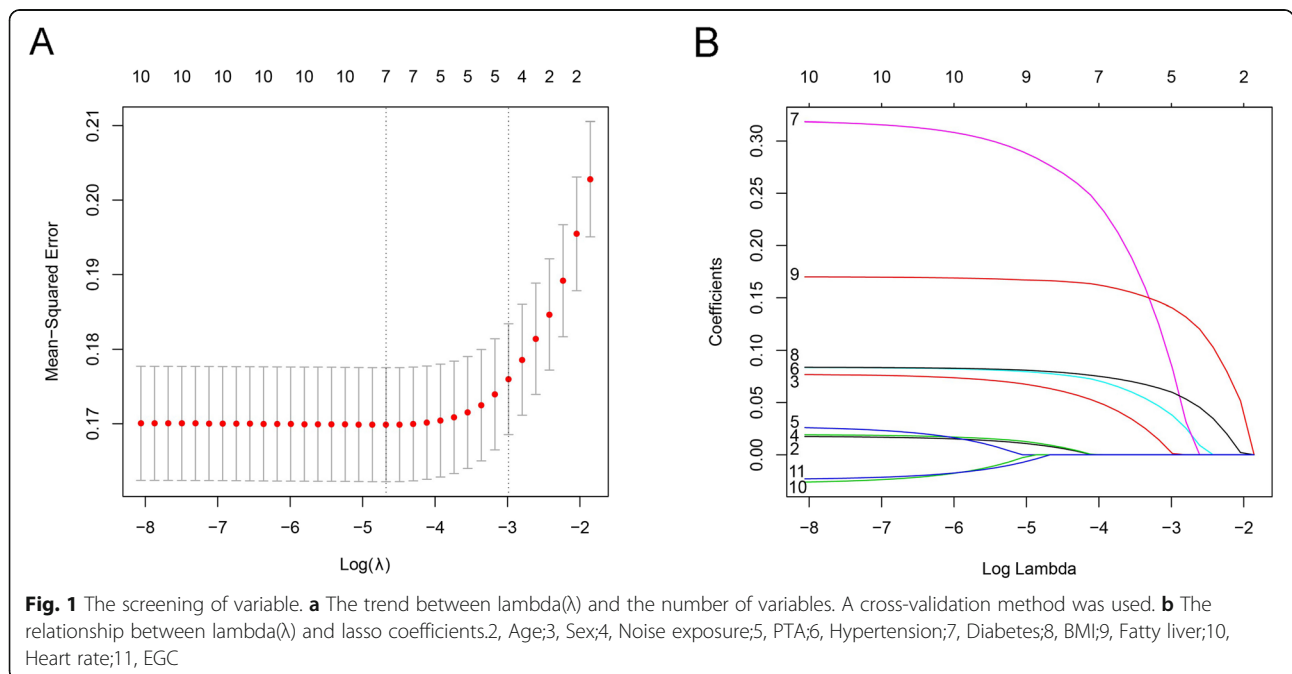 A
10 10 10 10 10 10 7 7 5 5 5 4 2 2
0.21
0.20
0.19
0.18
0.17
Mean−Squared Error
−8 −7 −6 −5 −4 −3 −2
Log(λ)
B
10 10 10 9 7 5 2
0.30
0.25
0.20
0.15
0.10
0.05
0.00
Coefficients
7
9
8
6
3
5
4
2
11
10
−8 −7 −6 −5 −4 −3 −2
Log Lambda
Fig. 1 The screening of variable. a The trend between lambda(λ) and the number of variables. A cross-validation method was used. b The
relationship between lambda(λ) and lasso coefficients.2, Age;3, Sex;4, Noise exposure;5, PTA;6, Hypertension;7, Diabetes;8, BMI;9, Fatty liver;10,
Heart rate;11, EGC